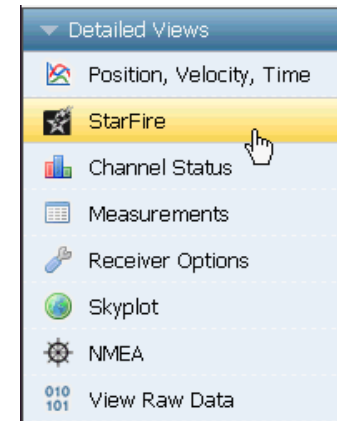 Detailed Views
Position, Velocity, Time
StarFire
Channel Status
Measurements
Receiver Options
Skyplot
NMEA
010
101 View Raw Data